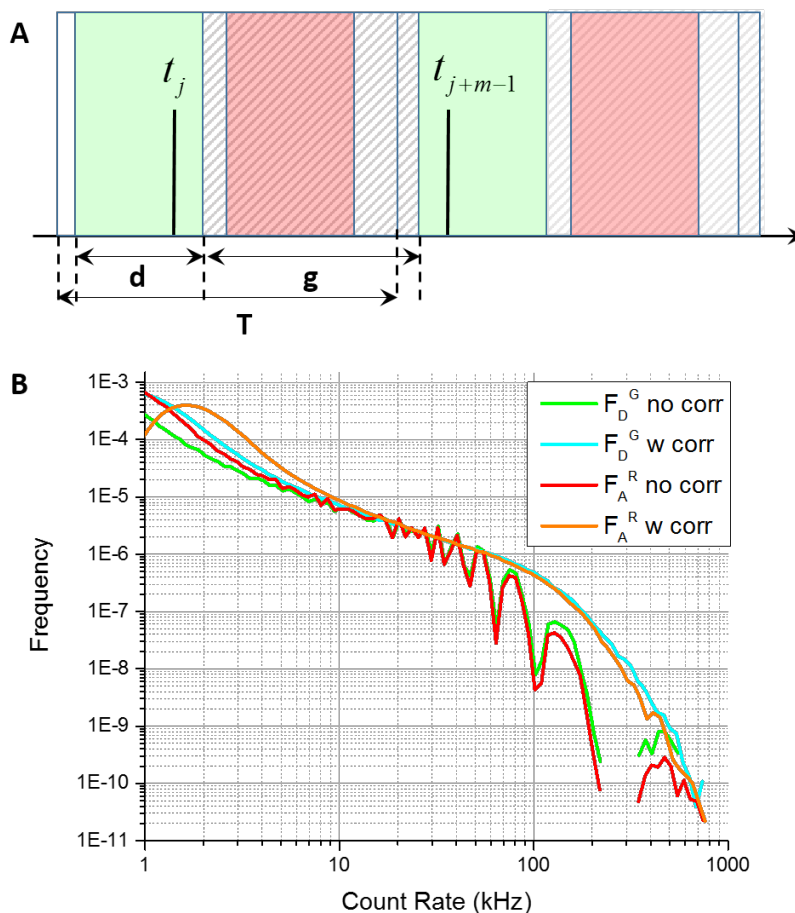 A
t_j
t_{j+m-1}
d
g
T
B
1E-3
1E-4
1E-5
1E-6
1E-7
1E-8
1E-9
1E-10
1E-11
Frequency
F_D^G no corr
F_D^G w corr
F_A^R no corr
F_A^R w corr
1 10 100 1000
Count Rate (kHz)